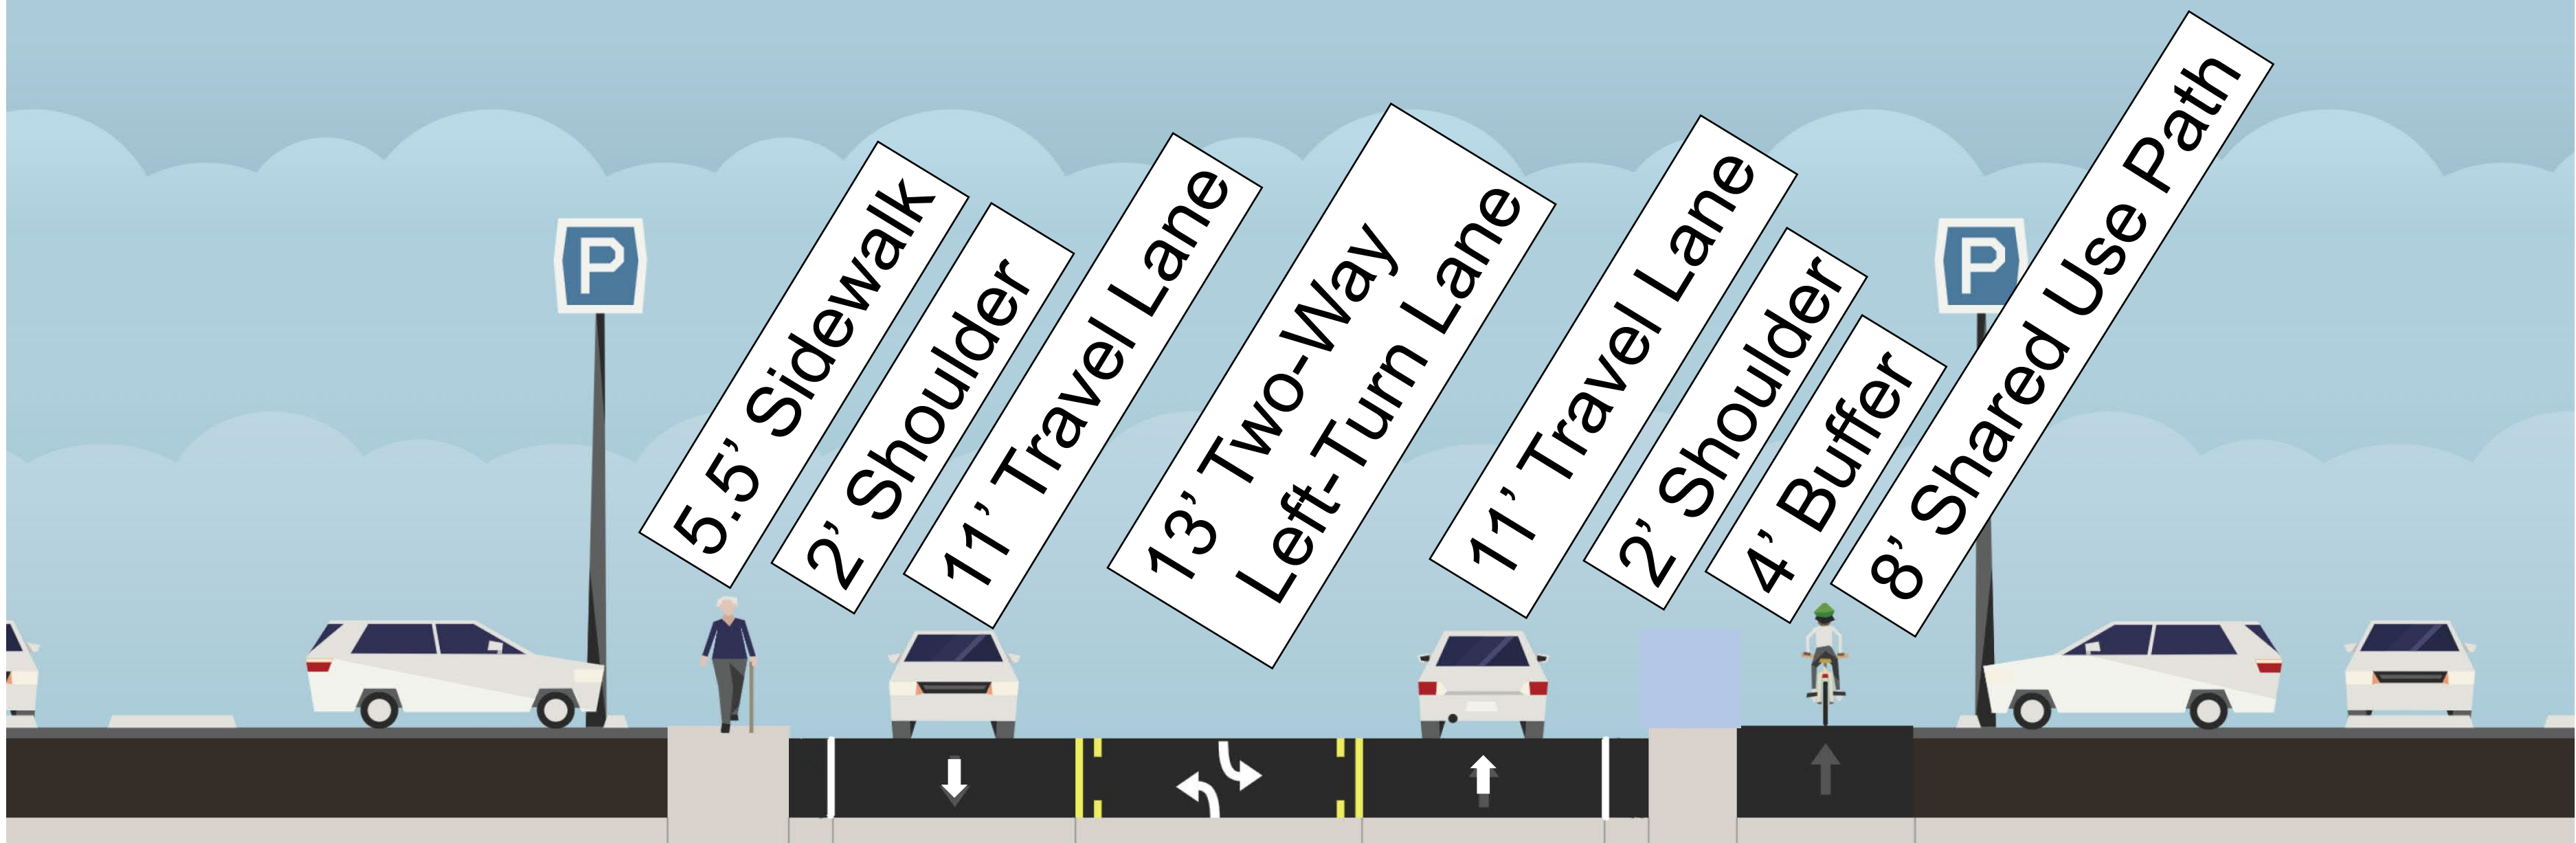 P
5.5’ Sidewalk
2’ Shoulder
11’ Travel Lane
13’ Two-Way
Left-Turn Lane
11’ Travel Lane
2’ Shoulder
4’ Buffer
P
8’ Shared Use Path